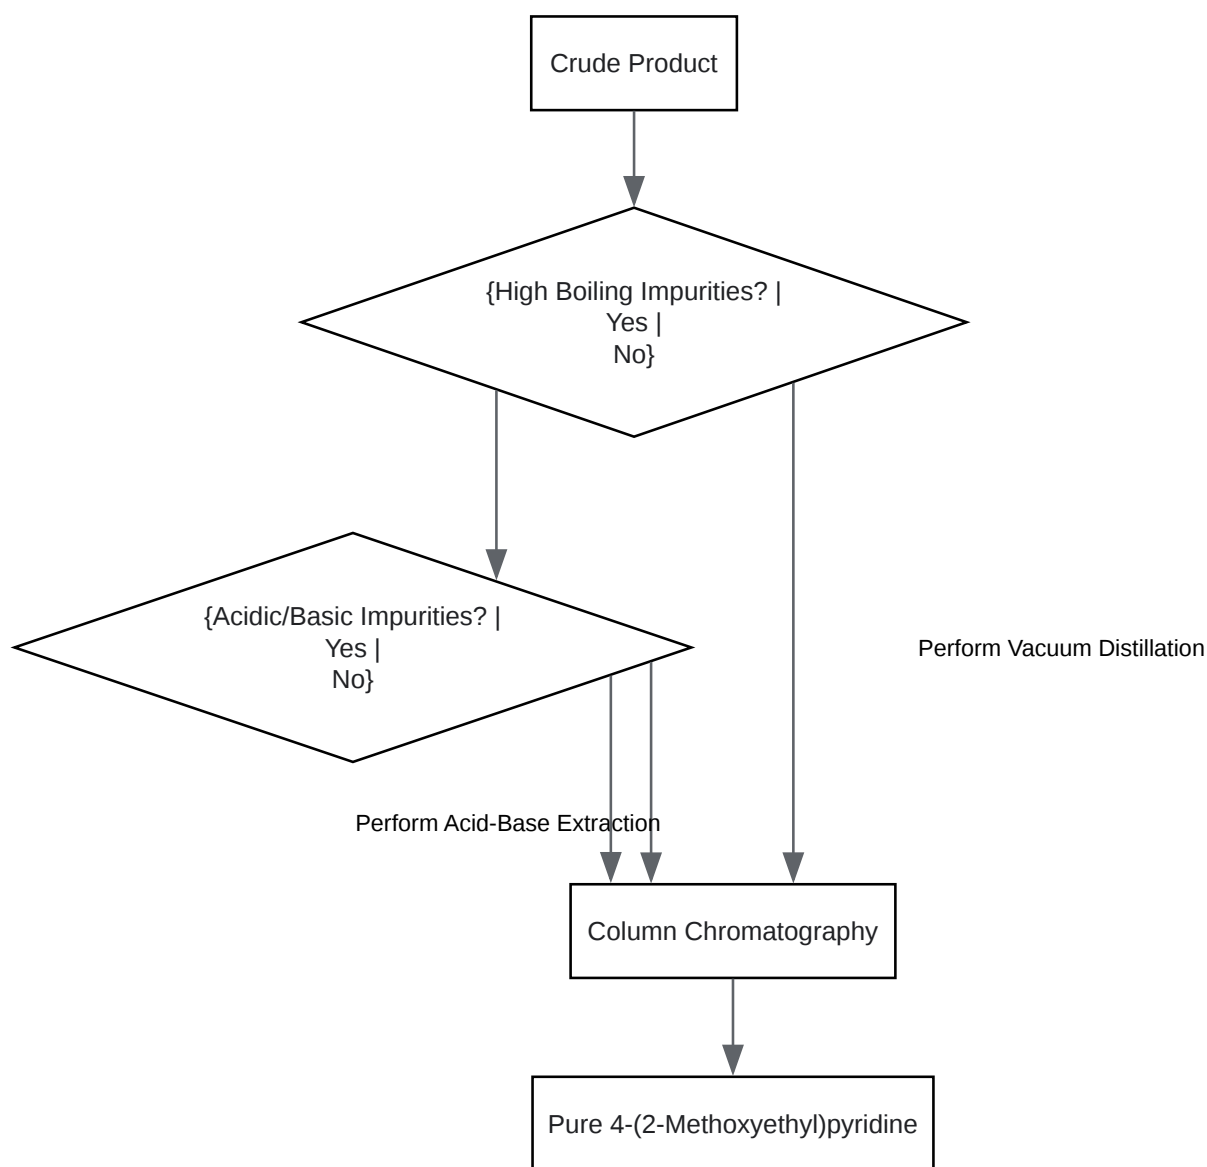 Crude Product
{High Boiling Impurities? |
Yes |
No}
{Acidic/Basic Impurities? |
Yes |
No}
Perform Vacuum Distillation
Perform Acid-Base Extraction
Column Chromatography
Pure 4-(2-Methoxyethyl)pyridine